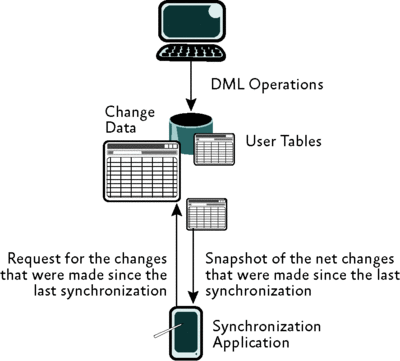 DML Operations
Change
Data
User Tables
Request for the changes
that were made since the
last synchronization
Snapshot of the net changes
that were made since the last
synchronization
Synchronization
Application